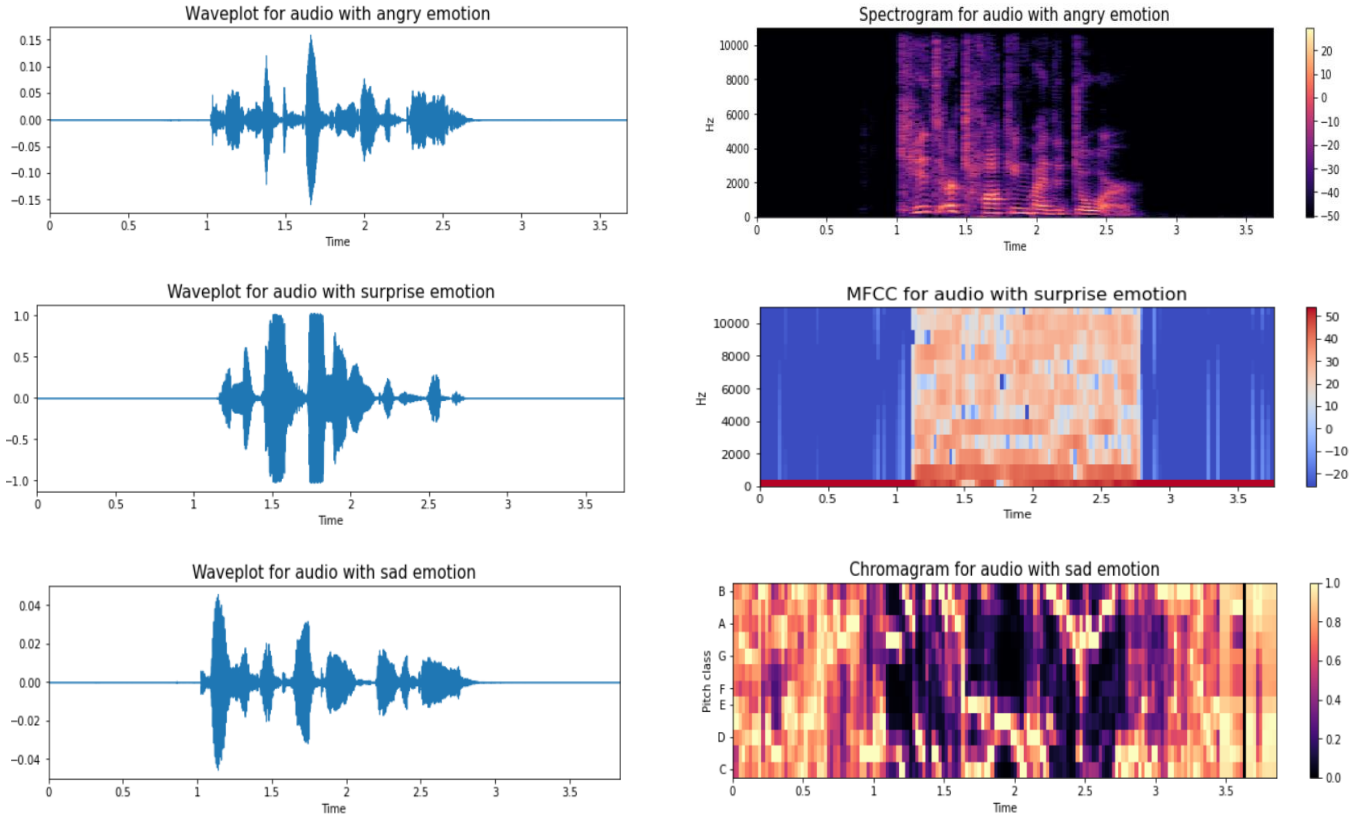 Waveplot for audio with angry emotion
0.15
0.10
0.05
0.00
−0.05
−0.10
−0.15
0 0.5 1 1.5 2 2.5 3 3.5
Time
Spectrogram for audio with angry emotion
10000
8000
6000
4000
2000
0
Hz
0 0.5 1 1.5 2 2.5 3 3.5
Time
20
10
0
−10
−20
−30
−40
−50
Waveplot for audio with surprise emotion
1.0
0.5
0.0
−0.5
−1.0
0 0.5 1 1.5 2 2.5 3 3.5
Time
MFCC for audio with surprise emotion
10000
8000
6000
4000
2000
0
Hz
0 0.5 1 1.5 2 2.5 3 3.5
Time
50
40
30
20
10
0
−10
−20
Waveplot for audio with sad emotion
0.04
0.02
0.00
−0.02
−0.04
0 0.5 1 1.5 2 2.5 3 3.5
Time
Chromagram for audio with sad emotion
B
A
G
F
E
D
C
Pitch class
0 0.5 1 1.5 2 2.5 3 3.5
Time
1.0
0.8
0.6
0.4
0.2
0.0